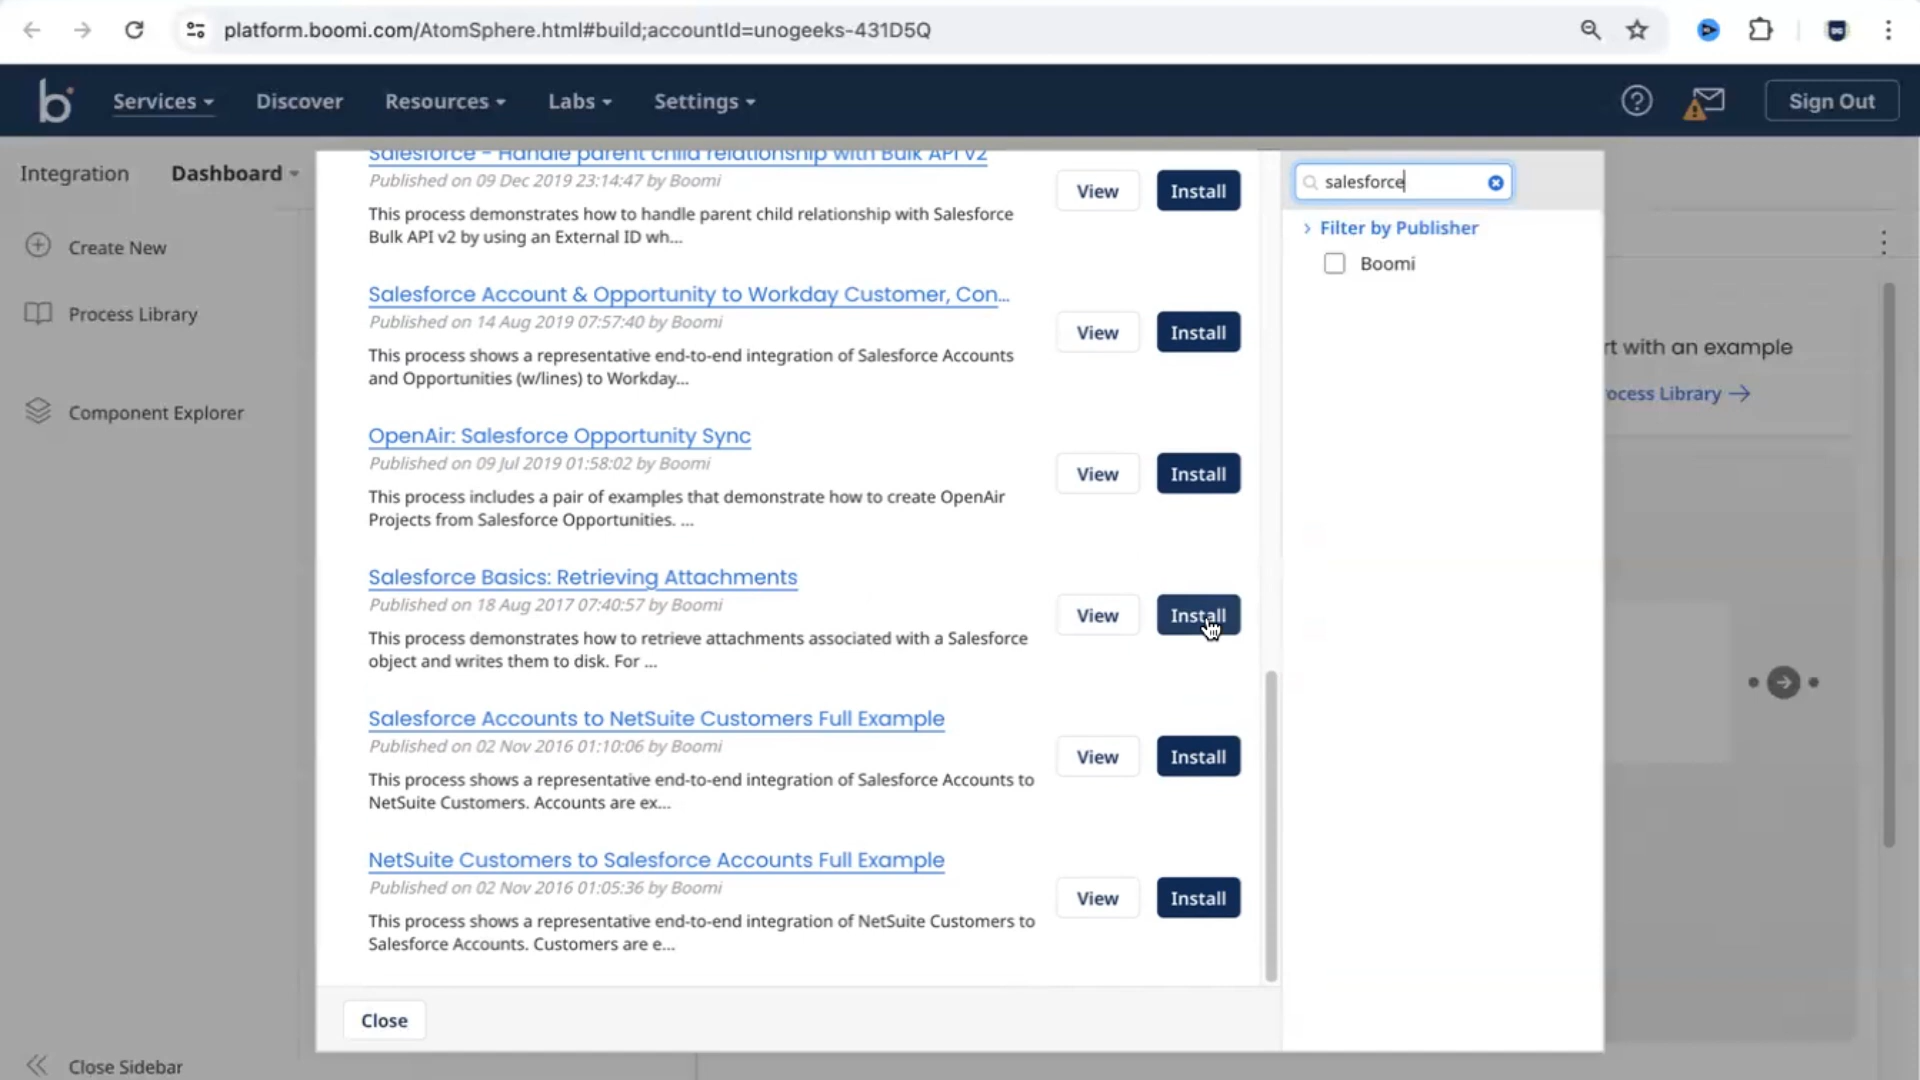 platform.boomi.com/AtomSphere.html#build;accountId=unogeeks-431D5Q
b Services Discover Resources Labs Settings Sign Out
Integration Dashboard
Create New
Process Library
Component Explorer
Close Sidebar
Salesforce - Handle parent child relationship with Bulk API v2
Published on 09 Dec 2019 23:14:47 by Boomi
View Install
This process demonstrates how to handle parent child relationship with Salesforce
Bulk API v2 by using an External ID wh...
Salesforce Account & Opportunity to Workday Customer, Con...
Published on 14 Aug 2019 07:57:40 by Boomi
View Install
This process shows a representative end-to-end integration of Salesforce Accounts
and Opportunities (w/lines) to Workday...
OpenAir: Salesforce Opportunity Sync
Published on 09 Jul 2019 01:58:02 by Boomi
View Install
This process includes a pair of examples that demonstrate how to create OpenAir
Projects from Salesforce Opportunities. ...
Salesforce Basics: Retrieving Attachments
Published on 18 Aug 2017 07:40:57 by Boomi
View Install
This process demonstrates how to retrieve attachments associated with a Salesforce
object and writes them to disk. For ...
Salesforce Accounts to NetSuite Customers Full Example
Published on 02 Nov 2016 01:10:06 by Boomi
View Install
This process shows a representative end-to-end integration of Salesforce Accounts to
NetSuite Customers. Accounts are ex...
NetSuite Customers to Salesforce Accounts Full Example
Published on 02 Nov 2016 01:05:36 by Boomi
View Install
This process shows a representative end-to-end integration of NetSuite Customers to
Salesforce Accounts. Customers are e...
Close
salesforce
Filter by Publisher
Boomi
rt with an example
ocess Library